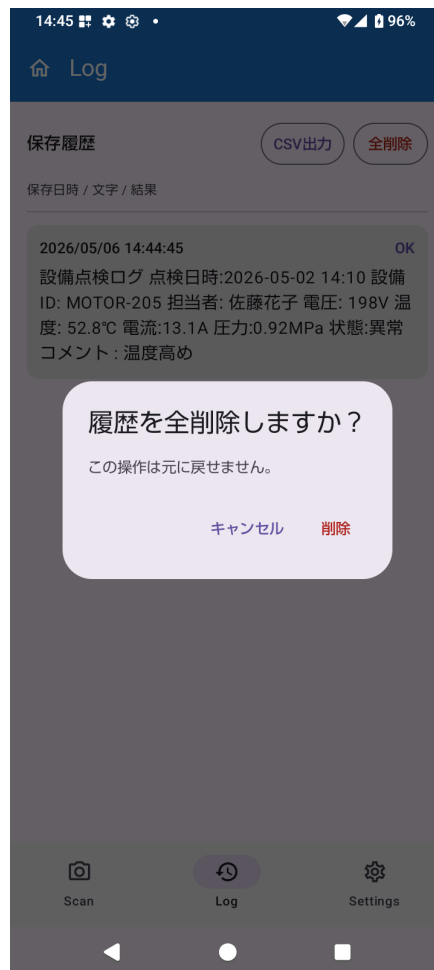 14:45 96%
Log
保存履歴 CSV出力 全削除
保存日時 / 文字 / 結果
2026/05/06 14:44:45 OK
設備点検ログ 点検日時:2026-05-02 14:10 設備
ID: MOTOR-205 担当者: 佐藤花子 電圧: 198V 温
度: 52.8℃ 電流:13.1A 圧力:0.92MPa 状態:異常
コメント : 温度高め
履歴を全削除しますか？
この操作は元に戻せません。
キャンセル 削除
Scan Log Settings